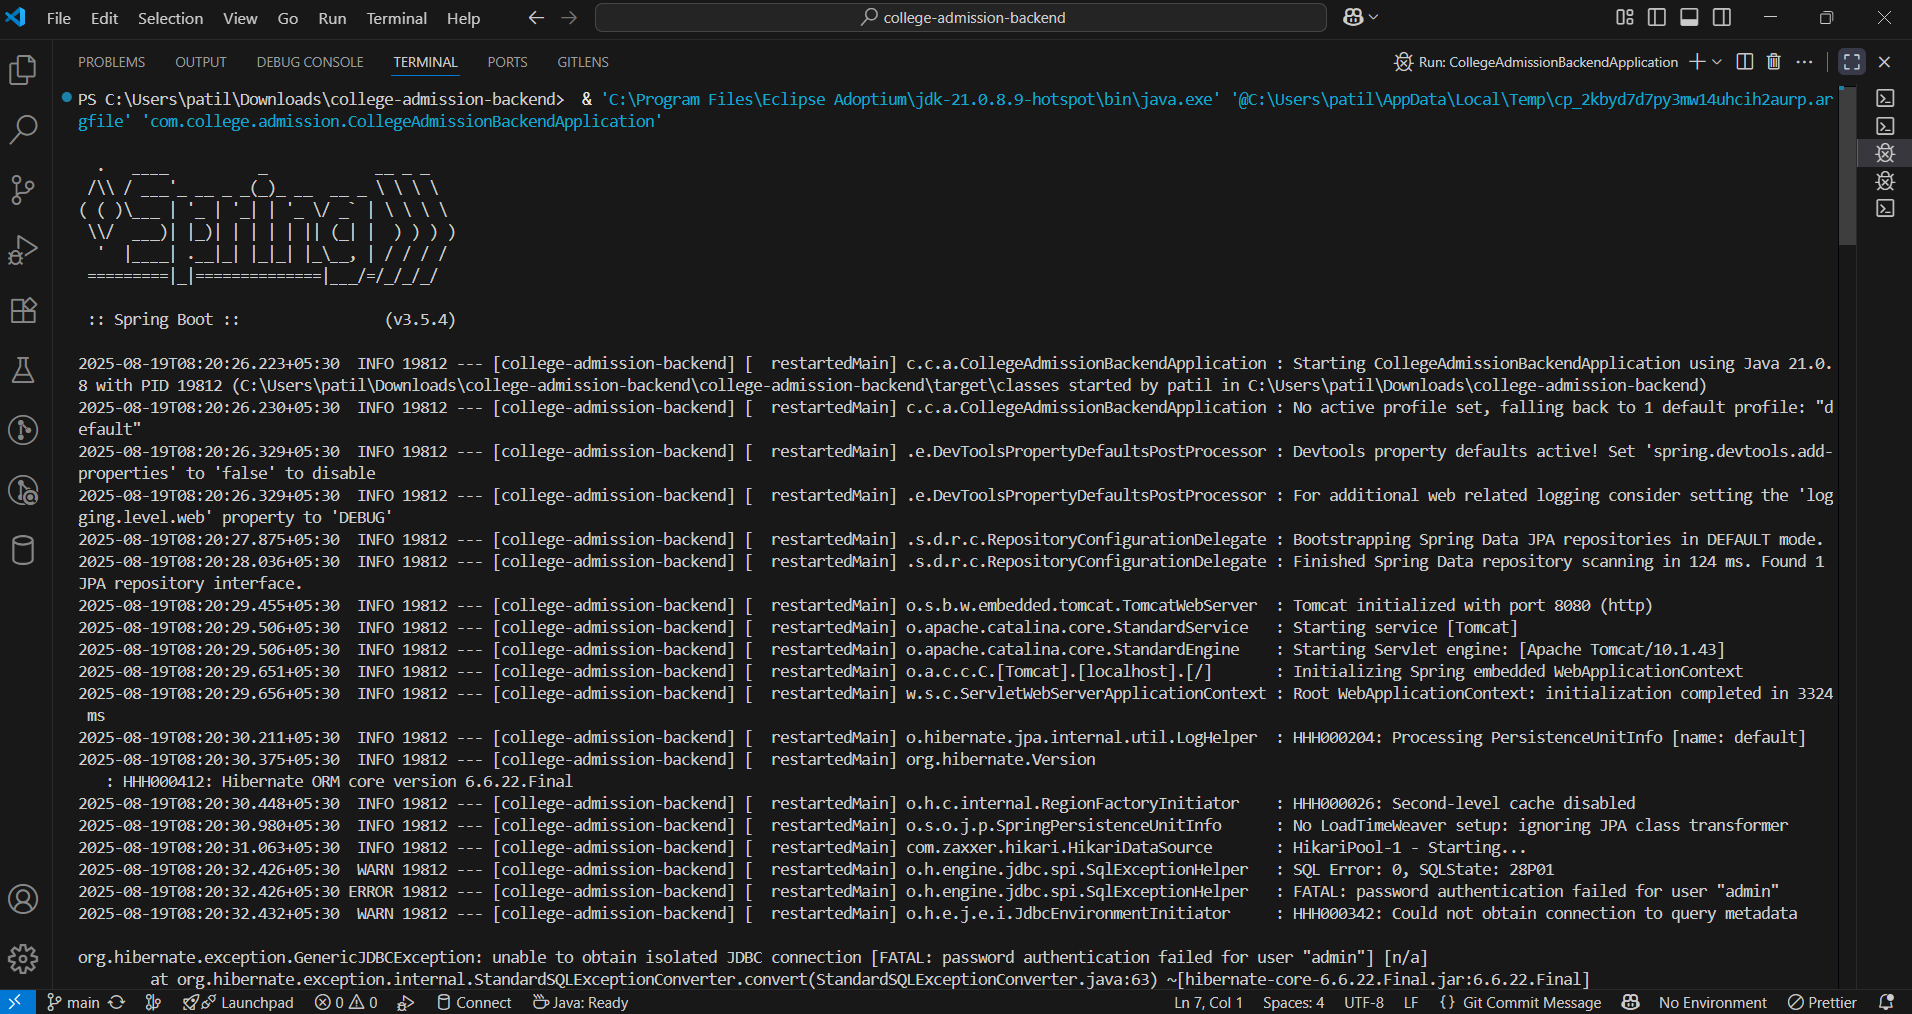 File Edit Selection View Go Run Terminal Help college-admission-backend
PROBLEMS OUTPUT DEBUG CONSOLE TERMINAL PORTS GITLENS Run: CollegeAdmissionBackendApplication
PS C:\Users\patil\Downloads\college-admission-backend>  & 'C:\Program Files\Eclipse Adoptium\jdk-21.0.8.9-hotspot\bin\java.exe' '@C:\Users\patil\AppData\Local\Temp\cp_2kbyd7d7py3mw14uhcih2aurp.ar
gfile' 'com.college.admission.CollegeAdmissionBackendApplication'
  .   ____          _            __ _ _
 /\\ / ___'_ __ _ _(_)_ __  __ _ \ \ \ \
( ( )\___ | '_ | '_| | '_ \/ _` | \ \ \ \
 \\/  ___)| |_)| | | | | || (_| |  ) ) ) )
  '  |____| .__|_| |_|_| |_\__, | / / / /
 =========|_|==============|___/=/_/_/_/
 :: Spring Boot ::                (v3.5.4)
2025-08-19T08:20:26.223+05:30  INFO 19812 --- [college-admission-backend] [  restartedMain] c.c.a.CollegeAdmissionBackendApplication : Starting CollegeAdmissionBackendApplication using Java 21.0.
8 with PID 19812 (C:\Users\patil\Downloads\college-admission-backend\college-admission-backend\target\classes started by patil in C:\Users\patil\Downloads\college-admission-backend)
2025-08-19T08:20:26.230+05:30  INFO 19812 --- [college-admission-backend] [  restartedMain] c.c.a.CollegeAdmissionBackendApplication : No active profile set, falling back to 1 default profile: "d
efault"
2025-08-19T08:20:26.329+05:30  INFO 19812 --- [college-admission-backend] [  restartedMain] .e.DevToolsPropertyDefaultsPostProcessor : Devtools property defaults active! Set 'spring.devtools.add-
properties' to 'false' to disable
2025-08-19T08:20:26.329+05:30  INFO 19812 --- [college-admission-backend] [  restartedMain] .e.DevToolsPropertyDefaultsPostProcessor : For additional web related logging consider setting the 'log
ging.level.web' property to 'DEBUG'
2025-08-19T08:20:27.875+05:30  INFO 19812 --- [college-admission-backend] [  restartedMain] .s.d.r.c.RepositoryConfigurationDelegate : Bootstrapping Spring Data JPA repositories in DEFAULT mode.
2025-08-19T08:20:28.036+05:30  INFO 19812 --- [college-admission-backend] [  restartedMain] .s.d.r.c.RepositoryConfigurationDelegate : Finished Spring Data repository scanning in 124 ms. Found 1
JPA repository interface.
2025-08-19T08:20:29.455+05:30  INFO 19812 --- [college-admission-backend] [  restartedMain] o.s.b.w.embedded.tomcat.TomcatWebServer  : Tomcat initialized with port 8080 (http)
2025-08-19T08:20:29.506+05:30  INFO 19812 --- [college-admission-backend] [  restartedMain] o.apache.catalina.core.StandardService   : Starting service [Tomcat]
2025-08-19T08:20:29.506+05:30  INFO 19812 --- [college-admission-backend] [  restartedMain] o.apache.catalina.core.StandardEngine    : Starting Servlet engine: [Apache Tomcat/10.1.43]
2025-08-19T08:20:29.651+05:30  INFO 19812 --- [college-admission-backend] [  restartedMain] o.a.c.c.C.[Tomcat].[localhost].[/]       : Initializing Spring embedded WebApplicationContext
2025-08-19T08:20:29.656+05:30  INFO 19812 --- [college-admission-backend] [  restartedMain] w.s.c.ServletWebServerApplicationContext : Root WebApplicationContext: initialization completed in 3324
 ms
2025-08-19T08:20:30.211+05:30  INFO 19812 --- [college-admission-backend] [  restartedMain] o.hibernate.jpa.internal.util.LogHelper  : HHH000204: Processing PersistenceUnitInfo [name: default]
2025-08-19T08:20:30.375+05:30  INFO 19812 --- [college-admission-backend] [  restartedMain] org.hibernate.Version
   : HHH000412: Hibernate ORM core version 6.6.22.Final
2025-08-19T08:20:30.448+05:30  INFO 19812 --- [college-admission-backend] [  restartedMain] o.h.c.internal.RegionFactoryInitiator    : HHH000026: Second-level cache disabled
2025-08-19T08:20:30.980+05:30  INFO 19812 --- [college-admission-backend] [  restartedMain] o.s.o.j.p.SpringPersistenceUnitInfo      : No LoadTimeWeaver setup: ignoring JPA class transformer
2025-08-19T08:20:31.063+05:30  INFO 19812 --- [college-admission-backend] [  restartedMain] com.zaxxer.hikari.HikariDataSource       : HikariPool-1 - Starting...
2025-08-19T08:20:32.426+05:30  WARN 19812 --- [college-admission-backend] [  restartedMain] o.h.engine.jdbc.spi.SqlExceptionHelper   : SQL Error: 0, SQLState: 28P01
2025-08-19T08:20:32.426+05:30 ERROR 19812 --- [college-admission-backend] [  restartedMain] o.h.engine.jdbc.spi.SqlExceptionHelper   : FATAL: password authentication failed for user "admin"
2025-08-19T08:20:32.432+05:30  WARN 19812 --- [college-admission-backend] [  restartedMain] o.h.e.j.e.i.JdbcEnvironmentInitiator     : HHH000342: Could not obtain connection to query metadata
org.hibernate.exception.GenericJDBCException: unable to obtain isolated JDBC connection [FATAL: password authentication failed for user "admin"] [n/a]
        at org.hibernate.exception.internal.StandardSQLExceptionConverter.convert(StandardSQLExceptionConverter.java:63) ~[hibernate-core-6.6.22.Final.jar:6.6.22.Final]
main Launchpad 0 0 Connect Java: Ready Ln 7, Col 1 Spaces: 4 UTF-8 LF {} Git Commit Message No Environment Prettier